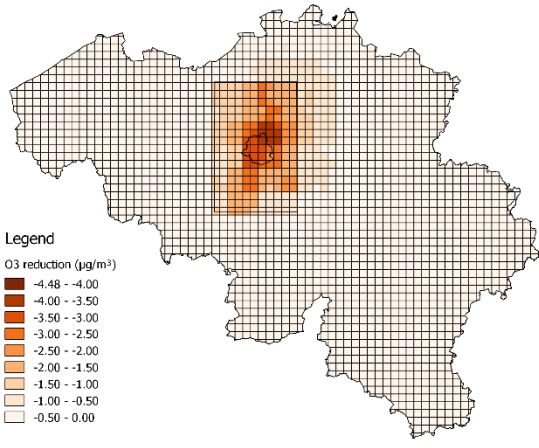 Legend
O3 reduction (µg/m³)
-4.48 - -4.00
-4.00 - -3.50
-3.50 - -3.00
-3.00 - -2.50
-2.50 - -2.00
-2.00 - -1.50
-1.50 - -1.00
-1.00 - -0.50
-0.50 - 0.00